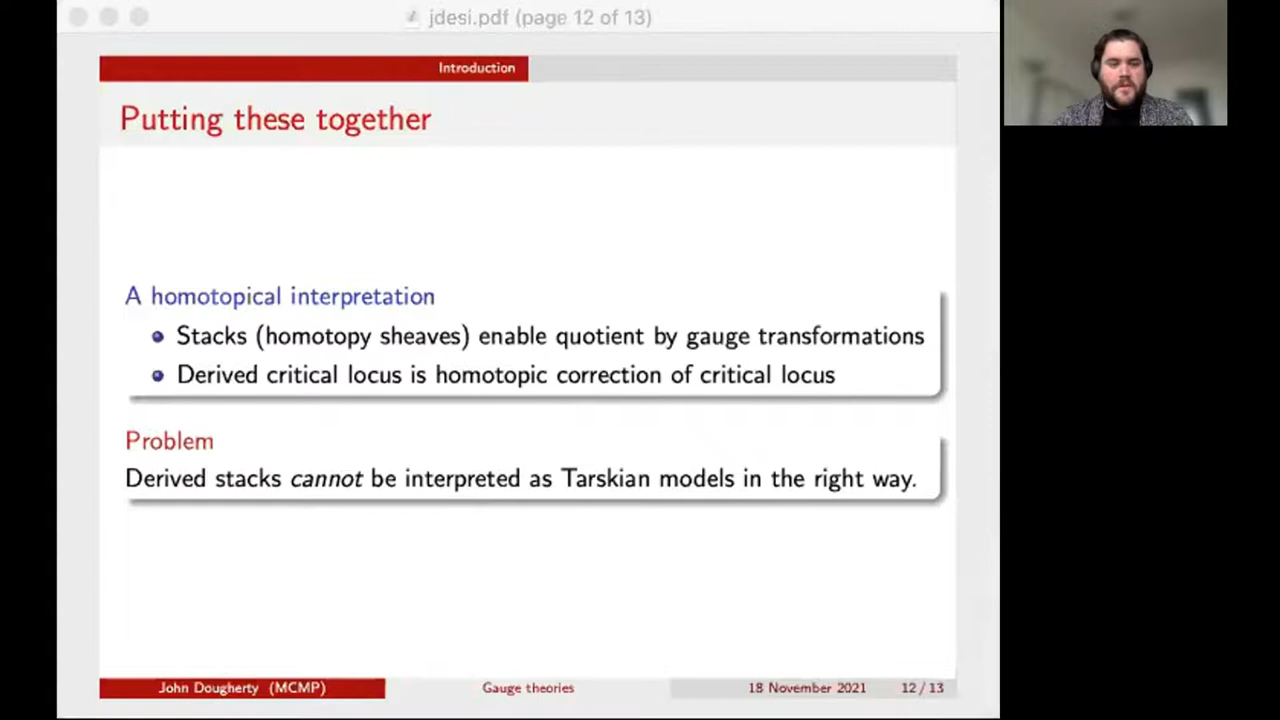 jdesi.pdf (page 12 of 13)
Introduction
Putting these together
A homotopical interpretation
Stacks (homotopy sheaves) enable quotient by gauge transformations
Derived critical locus is homotopic correction of critical locus
Problem
Derived stacks cannot be interpreted as Tarskian models in the right way.
John Dougherty (MCMP) Gauge theories 18 November 2021 12 / 13